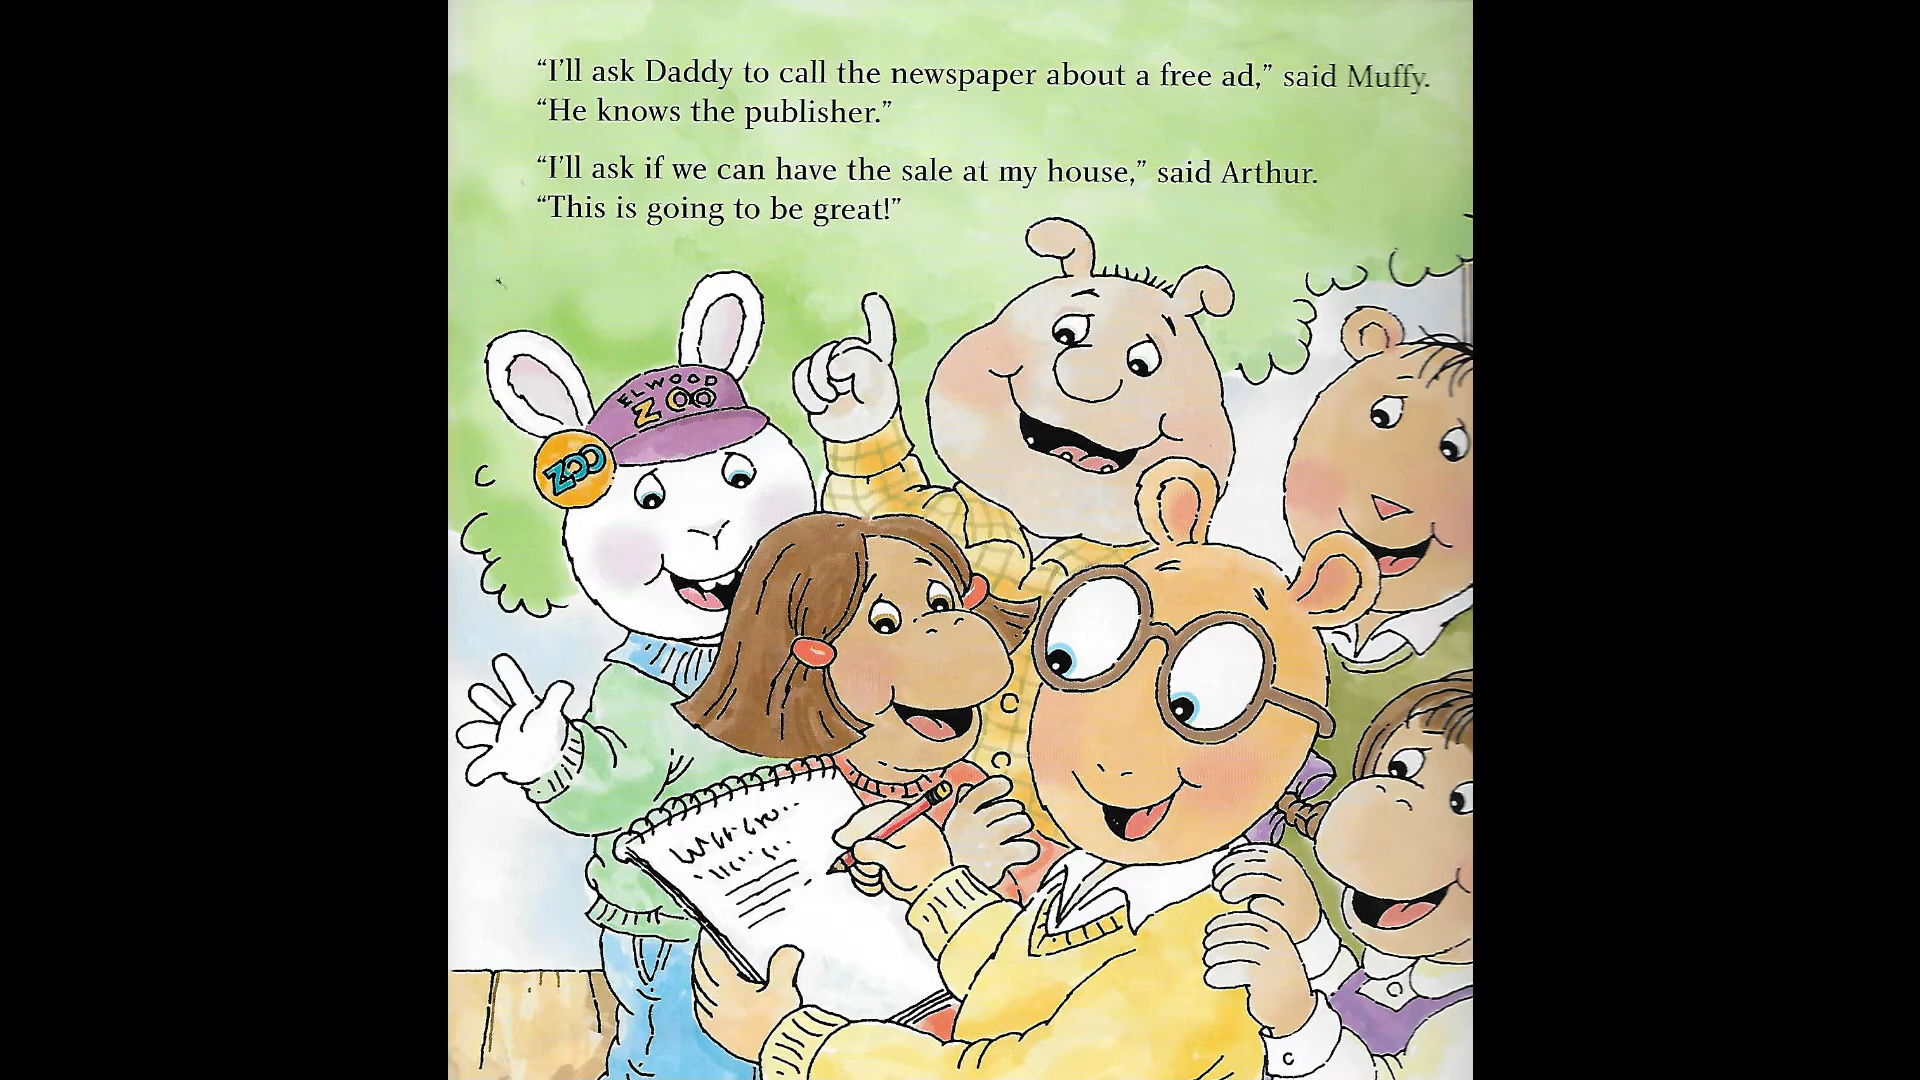 “I’ll ask Daddy to call the newspaper about a free ad,” said Muffy.
“He knows the publisher.”
“I’ll ask if we can have the sale at my house,” said Arthur.
“This is going to be great!”
ELWOOD
ZOO
ZOO